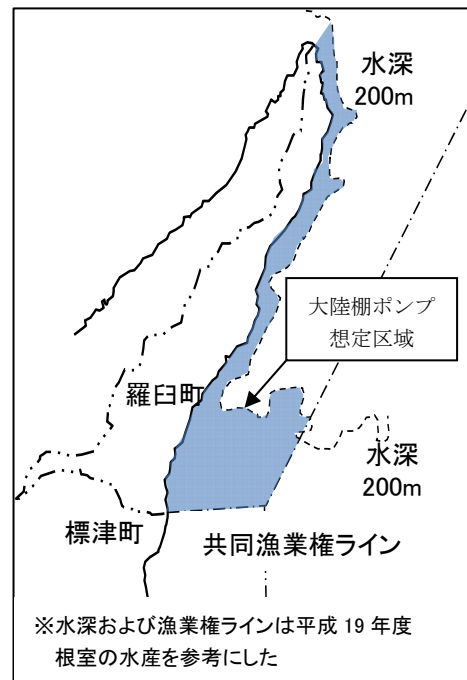 水深
200m
大陸棚ポンプ
想定区域
羅臼町
水深
200m
標津町
共同漁業権ライン
※水深および漁業権ラインは平成 19 年度
根室の水産を参考にした